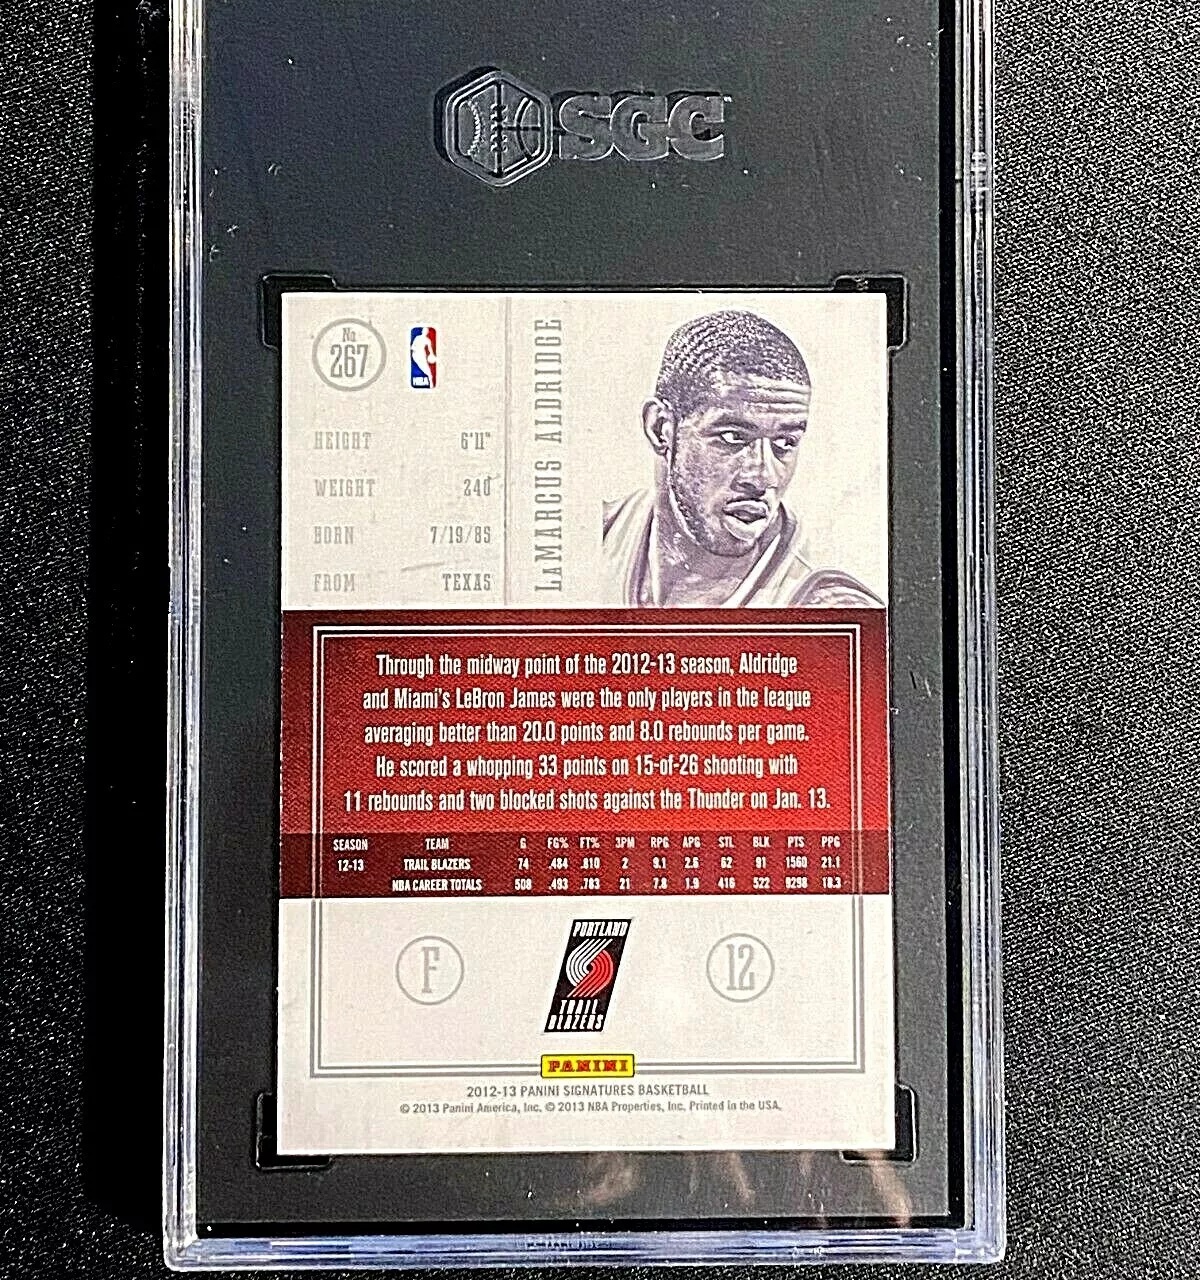 SGC
No.
267
NBA
HEIGHT 6'11"
WEIGHT 240
BORN 7/19/85
FROM TEXAS
LaMARCUS ALDRIDGE
Through the midway point of the 2012-13 season, Aldridge
and Miami's LeBron James were the only players in the league
averaging better than 20.0 points and 8.0 rebounds per game.
He scored a whopping 33 points on 15-of-26 shooting with
11 rebounds and two blocked shots against the Thunder on Jan. 13.
SEASON TEAM G FG% FT% 3PM RPG APG STL BLK PTS PPG
12-13 TRAIL BLAZERS 74 .484 .810 2 9.1 2.6 62 91 1560 21.1
NBA CAREER TOTALS 508 .493 .783 21 7.8 1.9 416 522 9298 18.3
F
PORTLAND
TRAIL
BLAZERS
12
PANINI
2012-13 PANINI SIGNATURES BASKETBALL
© 2013 Panini America, Inc. © 2013 NBA Properties, Inc. Printed in the USA.